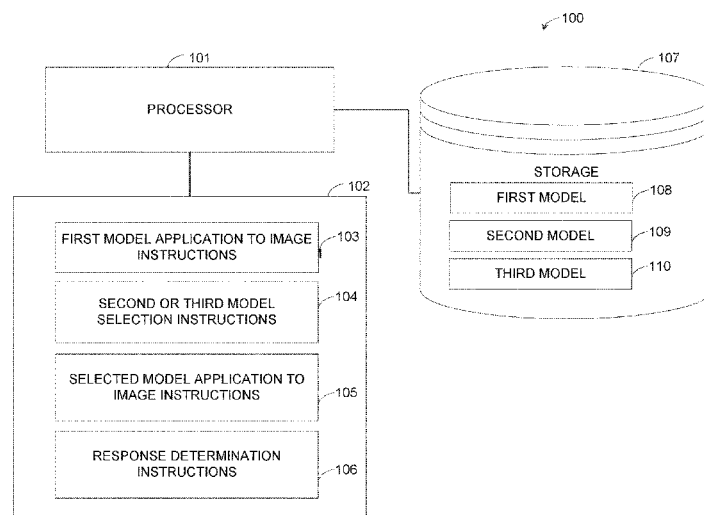 100
101
PROCESSOR
107
STORAGE
FIRST MODEL
108
SECOND MODEL
109
THIRD MODEL
110
102
FIRST MODEL APPLICATION TO IMAGE
INSTRUCTIONS
103
SECOND OR THIRD MODEL
SELECTION INSTRUCTIONS
104
SELECTED MODEL APPLICATION TO
IMAGE INSTRUCTIONS
105
RESPONSE DETERMINATION
INSTRUCTIONS
106